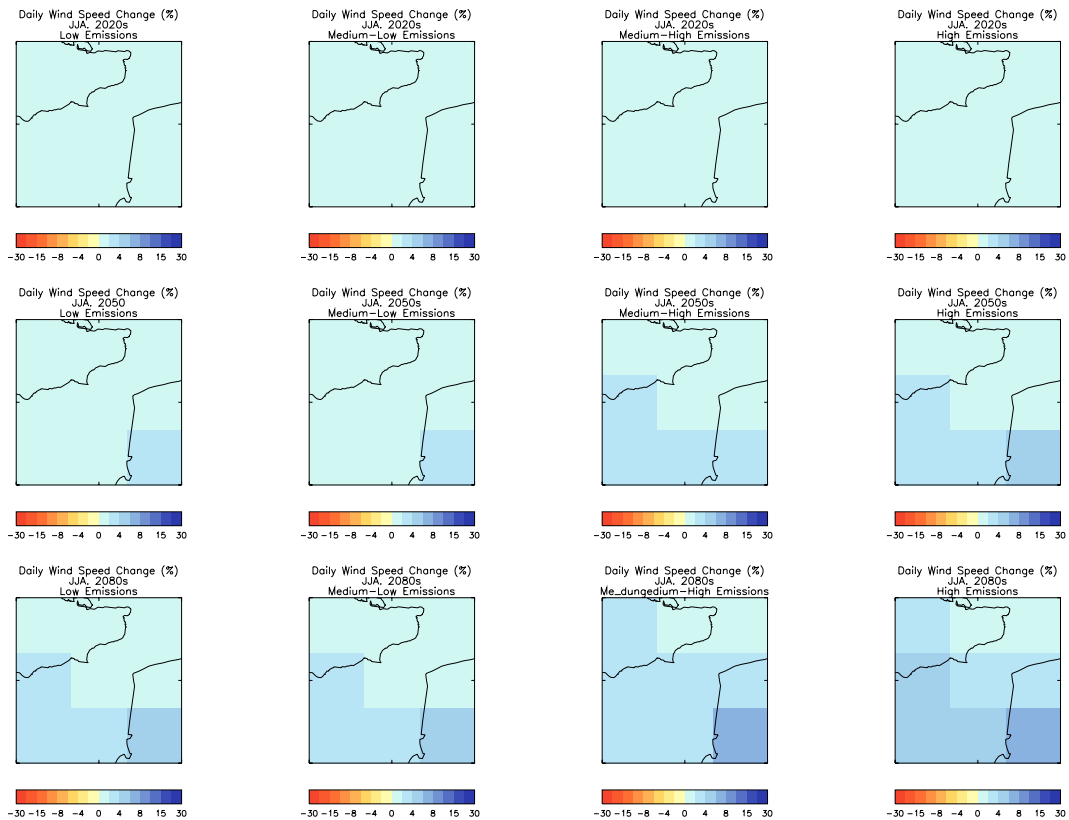 Daily Wind Speed Change (%)
JJA. 2020s
Low Emissions
-30 -15 -8 -4 0 4 8 15 30
Daily Wind Speed Change (%)
JJA. 2020s
Medium-Low Emissions
-30 -15 -8 -4 0 4 8 15 30
Daily Wind Speed Change (%)
JJA. 2020s
Medium-High Emissions
-30 -15 -8 -4 0 4 8 15 30
Daily Wind Speed Change (%)
JJA. 2020s
High Emissions
-30 -15 -8 -4 0 4 8 15 30
Daily Wind Speed Change (%)
JJA. 2050
Low Emissions
-30 -15 -8 -4 0 4 8 15 30
Daily Wind Speed Change (%)
JJA. 2050s
Medium-Low Emissions
-30 -15 -8 -4 0 4 8 15 30
Daily Wind Speed Change (%)
JJA. 2050s
Medium-High Emissions
-30 -15 -8 -4 0 4 8 15 30
Daily Wind Speed Change (%)
JJA. 2050s
High Emissions
-30 -15 -8 -4 0 4 8 15 30
Daily Wind Speed Change (%)
JJA. 2080s
Low Emissions
-30 -15 -8 -4 0 4 8 15 30
Daily Wind Speed Change (%)
JJA. 2080s
Medium-Low Emissions
-30 -15 -8 -4 0 4 8 15 30
Daily Wind Speed Change (%)
JJA. 2080s
Me_dungedium-High Emissions
-30 -15 -8 -4 0 4 8 15 30
Daily Wind Speed Change (%)
JJA. 2080s
High Emissions
-30 -15 -8 -4 0 4 8 15 30